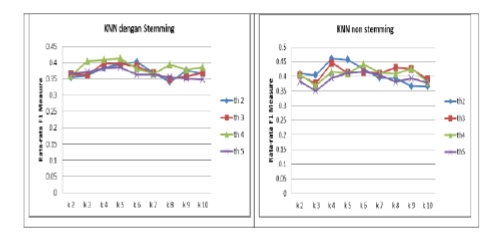 KNN dengan Stemming
Rata-rata F1 Measure
0.45
0.4
0.35
0.3
0.25
0.2
0.15
0.1
0.05
0
k2 k3 k4 k5 k6 k7 k8 k9 k10
th 2
th 3
th 4
th 5
KNN non stemming
Rata-rata F1 Measure
0.5
0.45
0.4
0.35
0.3
0.25
0.2
0.15
0.1
0.05
0
k2 k3 k4 k5 k6 k7 k8 k9 k10
th2
th3
th4
th5